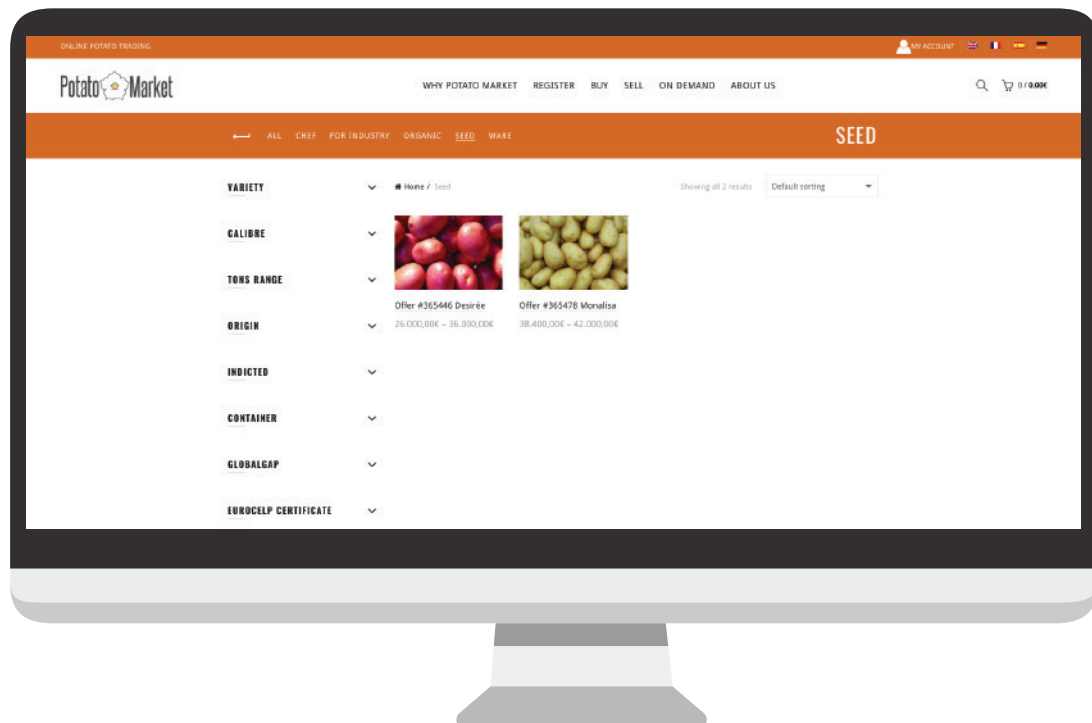 ONLINE POTATO TRADING
MY ACCOUNT
Potato Market
WHY POTATO MARKET REGISTER BUY SELL ON DEMAND ABOUT US
0 / 0.00€
ALL CHEF FOR INDUSTRY ORGANIC SEED WARE
SEED
VARIETY
CALIBRE
TONS RANGE
ORIGIN
INDICTED
CONTAINER
GLOBALGAP
EUROCELP CERTIFICATE
Home / Seed
Showing all 2 results
Default sorting
Offer #365446 Desirée
26.000,00€ – 36.000,00€
Offer #365478 Monalisa
38.400,00€ – 42.000,00€